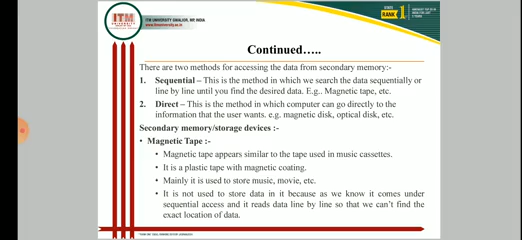 ITM
UNIVERSITY
ITM UNIVERSITY GWALIOR, MP, INDIA
www.itmuniversity.ac.in
RANK 1
Continued…..
There are two methods for accessing the data from secondary memory:-
1. Sequential – This is the method in which we search the data sequentially or
line by line until you find the desired data. E.g.. Magnetic tape, etc.
2. Direct – This is the method in which computer can go directly to the
information that the user wants. e.g. magnetic disk, optical disk, etc.
Secondary memory/storage devices :-
• Magnetic Tape :-
• Magnetic tape appears similar to the tape used in music cassettes.
• It is a plastic tape with magnetic coating.
• Mainly it is used to store music, movie, etc.
• It is not used to store data in it because as we know it comes under
sequential access and it reads data line by line so that we can't find the
exact location of data.